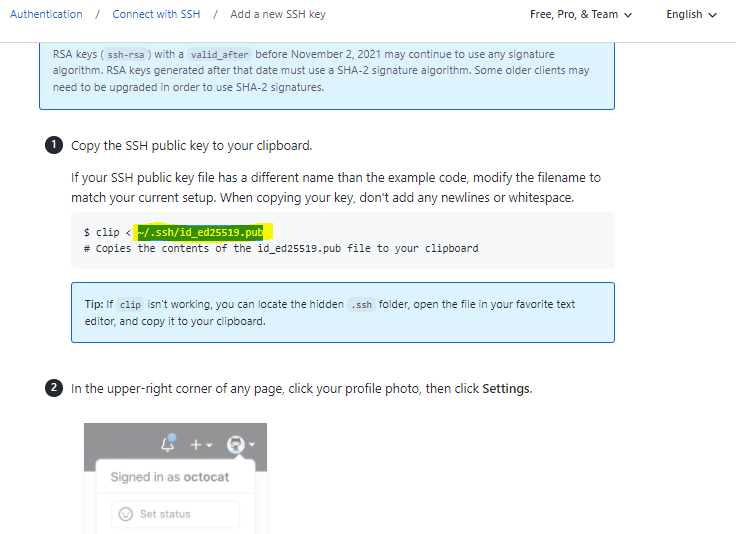 Authentication / Connect with SSH / Add a new SSH key Free, Pro, & Team English
RSA keys ( ssh-rsa ) with a valid_after before November 2, 2021 may continue to use any signature
algorithm. RSA keys generated after that date must use a SHA-2 signature algorithm. Some older clients may
need to be upgraded in order to use SHA-2 signatures.
1 Copy the SSH public key to your clipboard.
If your SSH public key file has a different name than the example code, modify the filename to
match your current setup. When copying your key, don't add any newlines or whitespace.
$ clip < ~/.ssh/id_ed25519.pub
# Copies the contents of the id_ed25519.pub file to your clipboard
Tip: If clip isn't working, you can locate the hidden .ssh folder, open the file in your favorite text
editor, and copy it to your clipboard.
2 In the upper-right corner of any page, click your profile photo, then click Settings.
Signed in as octocat
Set status